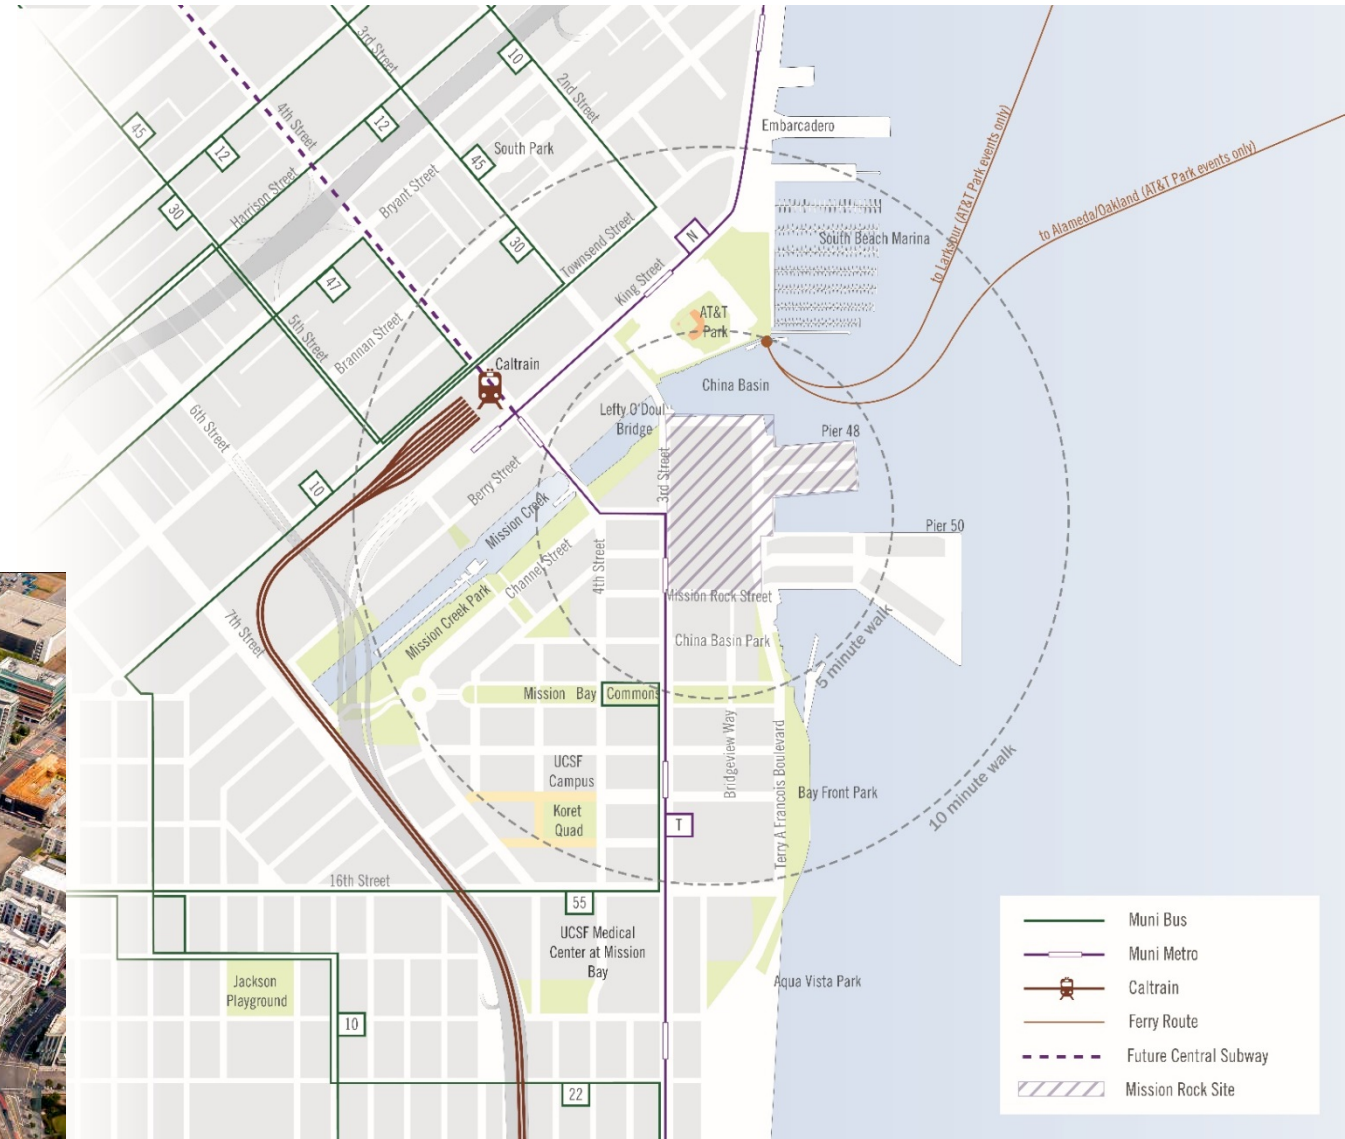 3rd Street
10
2nd Street
Embarcadero
4th Street
45
12
12
South Park
45
Bryant Street
Harrison Street
30
30
Townsend Street
N
South Beach Marina
to Larkspur (AT&T Park events only)
to Alameda/Oakland (AT&T Park events only)
King Street
47
5th Street
Brannan Street
AT&T
Park
Caltrain
China Basin
6th Street
Lefty O'Doul
Bridge
Pier 48
3rd Street
10
Berry Street
Mission Creek
Pier 50
Channel Street
4th Street
Mission Rock Street
7th Street
Mission Creek Park
China Basin Park
5 minute walk
Mission Bay Commons
Bridgeview Way
Terry A Francois Boulevard
UCSF
Campus
Bay Front Park
10 minute walk
Koret
Quad
T
16th Street
55
UCSF Medical
Center at Mission
Bay
Aqua Vista Park
Jackson
Playground
10
22
Muni Bus
Muni Metro
Caltrain
Ferry Route
Future Central Subway
Mission Rock Site